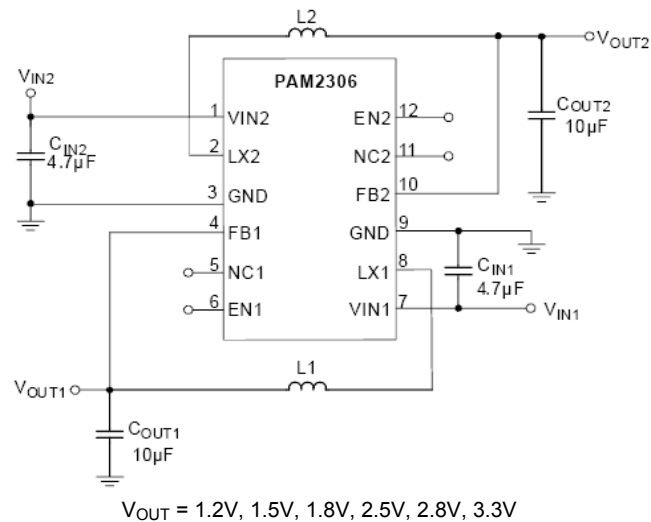 L2
VOUT2
VIN2
PAM2306
1 VIN2
EN2 12
COUT2
10µF
CIN2
4.7µF
2 LX2
NC2 11
3 GND
FB2 10
4 FB1
GND 9
5 NC1
LX1 8
CIN1
4.7µF
6 EN1
VIN1 7
VIN1
L1
VOUT1
COUT1
10µF
VOUT = 1.2V, 1.5V, 1.8V, 2.5V, 2.8V, 3.3V